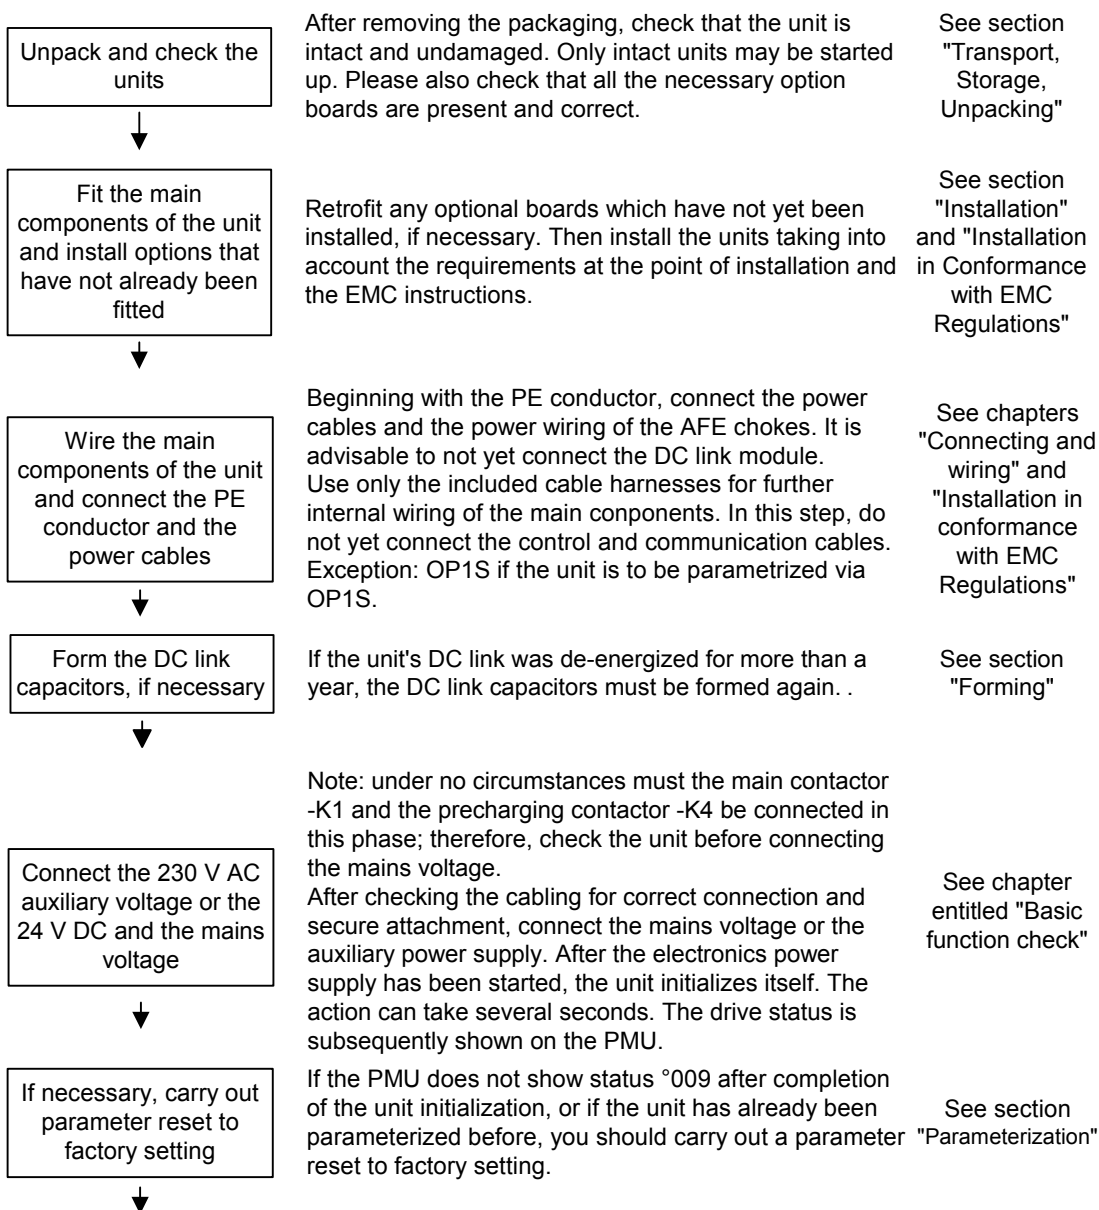 Unpack and check the
units
After removing the packaging, check that the unit is
intact and undamaged. Only intact units may be started
up. Please also check that all the necessary option
boards are present and correct.
See section
"Transport,
Storage,
Unpacking"
Fit the main
components of the unit
and install options that
have not already been
fitted
Retrofit any optional boards which have not yet been
installed, if necessary. Then install the units taking into
account the requirements at the point of installation and
the EMC instructions.
See section
"Installation"
and "Installation
in Conformance
with EMC
Regulations"
Wire the main
components of the unit
and connect the PE
conductor and the
power cables
Beginning with the PE conductor, connect the power
cables and the power wiring of the AFE chokes. It is
advisable to not yet connect the DC link module.
Use only the included cable harnesses for further
internal wiring of the main conponents. In this step, do
not yet connect the control and communication cables.
Exception: OP1S if the unit is to be parametrized via
OP1S.
See chapters
"Connecting and
wiring" and
"Installation in
conformance
with EMC
Regulations"
Form the DC link
capacitors, if necessary
If the unit's DC link was de-energized for more than a
year, the DC link capacitors must be formed again. .
See section
"Forming"
Connect the 230 V AC
auxiliary voltage or the
24 V DC and the mains
voltage
Note: under no circumstances must the main contactor
-K1 and the precharging contactor -K4 be connected in
this phase; therefore, check the unit before connecting
the mains voltage.
After checking the cabling for correct connection and
secure attachment, connect the mains voltage or the
auxiliary power supply. After the electronics power
supply has been started, the unit initializes itself. The
action can take several seconds. The drive status is
subsequently shown on the PMU.
See chapter
entitled "Basic
function check"
If necessary, carry out
parameter reset to
factory setting
If the PMU does not show status °009 after completion
of the unit initialization, or if the unit has already been
parameterized before, you should carry out a parameter
reset to factory setting.
See section
"Parameterization"